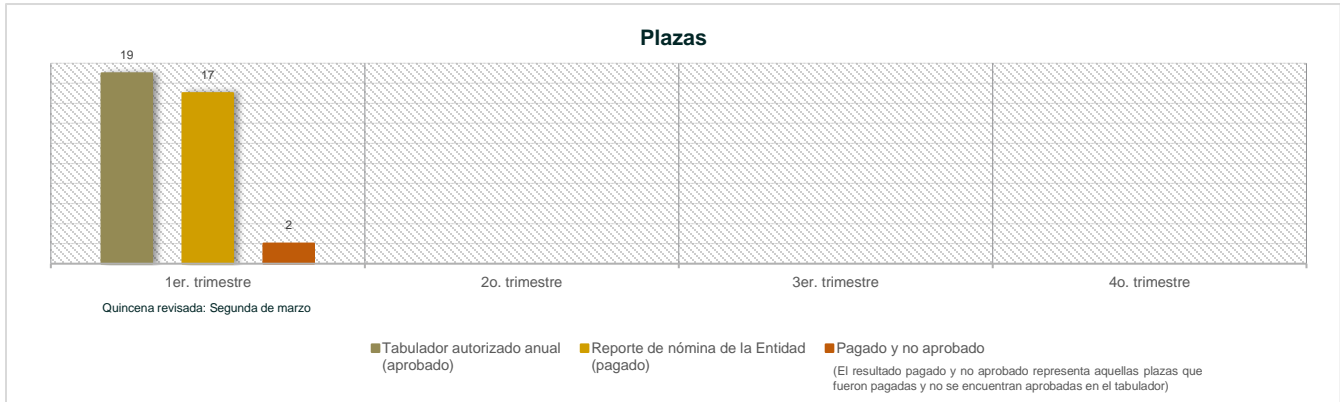 Plazas
19
17
2
1er. trimestre
2o. trimestre
3er. trimestre
4o. trimestre
Quincena revisada: Segunda de marzo
Tabulador autorizado anual
(aprobado)
Reporte de nómina de la Entidad
(pagado)
Pagado y no aprobado
(El resultado pagado y no aprobado representa aquellas plazas que
fueron pagadas y no se encuentran aprobadas en el tabulador)